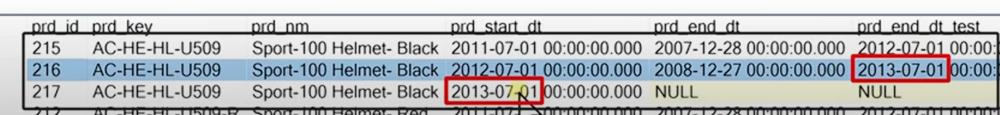 prd_id prd_key prd_nm prd_start_dt prd_end_dt prd_end_dt_test
215 AC-HE-HL-U509 Sport-100 Helmet- Black 2011-07-01 00:00:00.000 2007-12-28 00:00:00.000 2012-07-01 00:00:
216 AC-HE-HL-U509 Sport-100 Helmet- Black 2012-07-01 00:00:00.000 2008-12-27 00:00:00.000 2013-07-01 00:00:
217 AC-HE-HL-U509 Sport-100 Helmet- Black 2013-07-01 00:00:00.000 NULL NULL
212 AC-HE-HL-U509-R Sport-100 Helmet- Red 2011-07- 00:00:00.000 2007-12-28 00:00:00.000 2012-07-01 00:00: